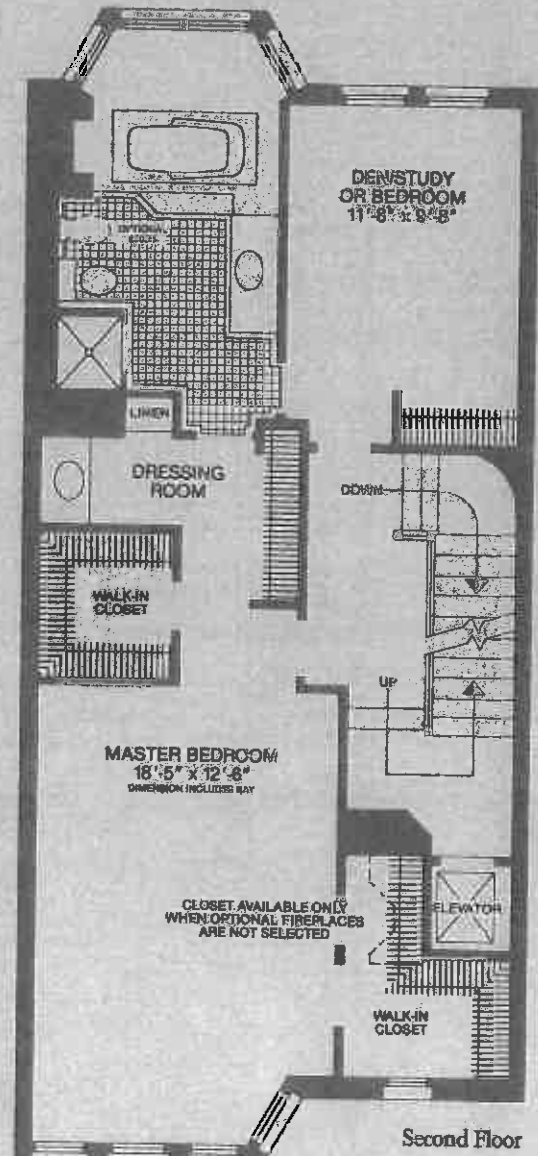 DEN/STUDY
OR BEDROOM
11'-8" x 9'-8"
OPTIONAL
LINEN
DRESSING
ROOM
DOWN
WALK-IN
CLOSET
UP
MASTER BEDROOM
18'-5" x 12'-6"
DIMENSION INCLUDES BAY
CLOSET AVAILABLE ONLY
WHEN OPTIONAL FIREPLACES
ARE NOT SELECTED
ELEVATOR
WALK-IN
CLOSET
Second Floor